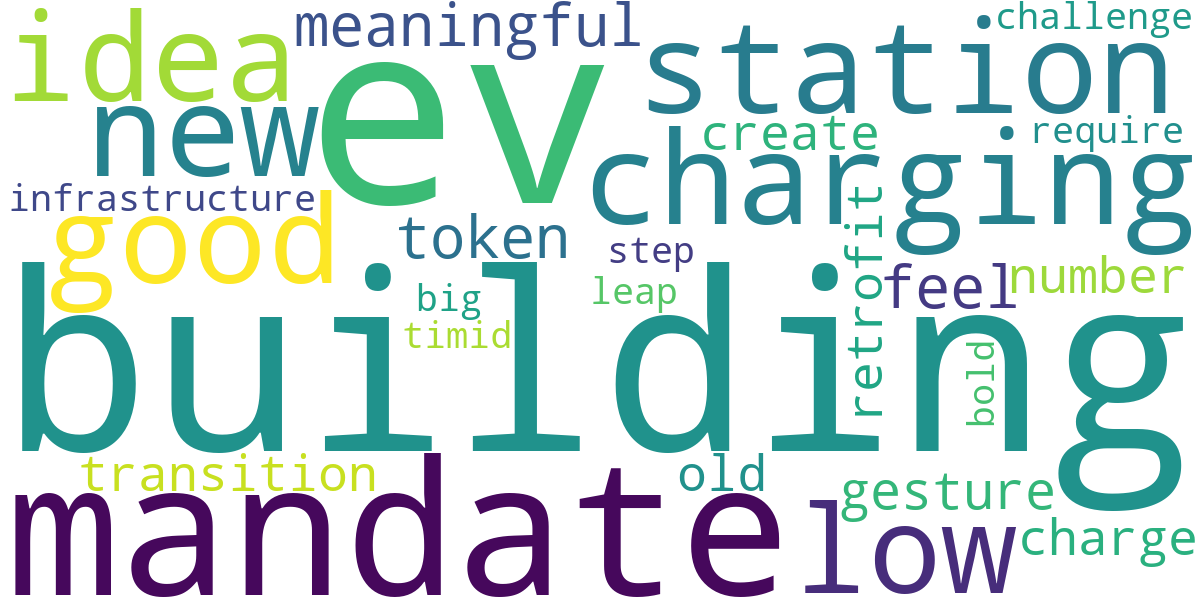 meaningful
challenge
idea
station
ev
new
create
require
charging
infrastructure
good
token
step
retrofit
feel
number
leap
big
timid
building
bold
transition
old
mandate
low
gesture
charge